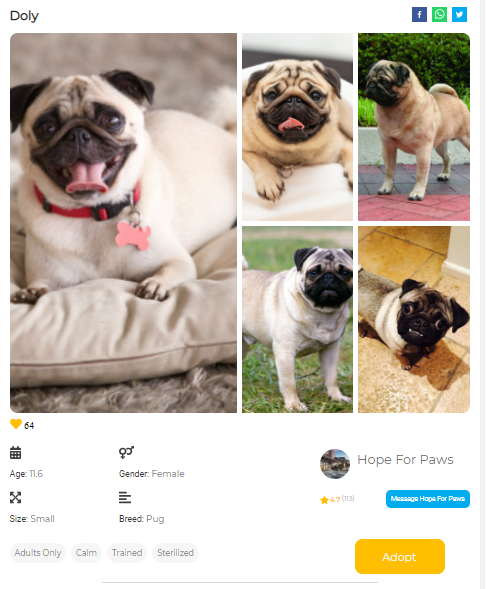 Doly
64
Age: 11.6
Gender: Female
Hope For Paws
4.7 (113)
Message Hope For Paws
Size: Small
Breed: Pug
Adults Only
Calm
Trained
Sterilized
Adopt